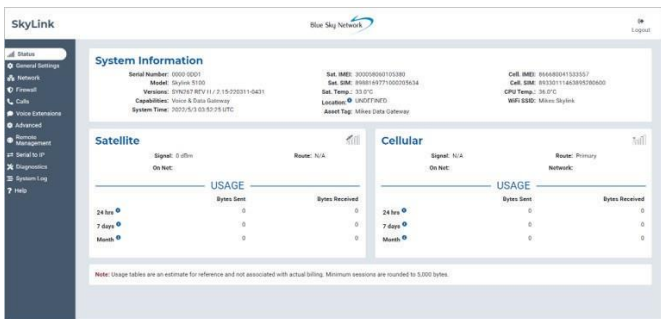 SkyLink
Blue Sky Network
Logout
Status
General Settings
Network
Firewall
Calls
Voice Extensions
Advanced
Remote
Management
Serial to IP
Diagnostics
System Log
? Help
System Information
Serial Number: 0000-00D1
Model: Skylink 5100
Versions: DYN267-REV I1 / 2.15-220311-0431
Capabilities: Voice & Data Gateway
System Time: 2022/5/3 03:52:25 UTC
Sat. IMEI: 300058060105380
Sat. SIM: 8988169771000205634
Sat. Temp.: 33.0°C
Location: UNDEFINED
Asset Tag: Mikes Data Gateway
Cell. IMEI: 866680041503557
Cell. SIM: 89330111463895280600
CPU Temp.: 36.0°C
WiFi SSID: Mikes Skylink
Satellite
Signal: 0 dBm Route: N/A
On Net:
USAGE
Bytes Sent Bytes Received
24 hrs 0 0
7 days 0 0
Month 0 0
Cellular
Signal: N/A Route: Primary
On Net: Network:
USAGE
Bytes Sent Bytes Received
24 hrs 0 0
7 days 0 0
Month 0 0
Note: Usage tables are an estimate for reference and not associated with actual billing. Minimum sessions are rounded to 5,000 bytes.